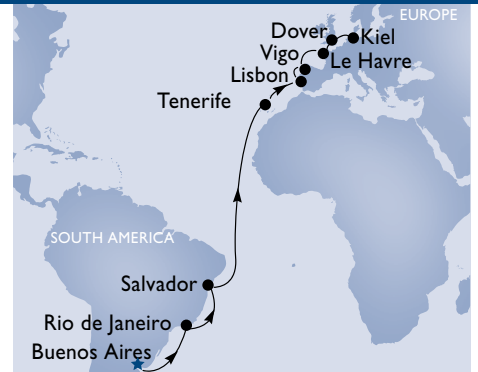 EUROPE
Dover
Kiel
Vigo
Le Havre
Lisbon
Tenerife
SOUTH AMERICA
Salvador
Rio de Janeiro
Buenos Aires